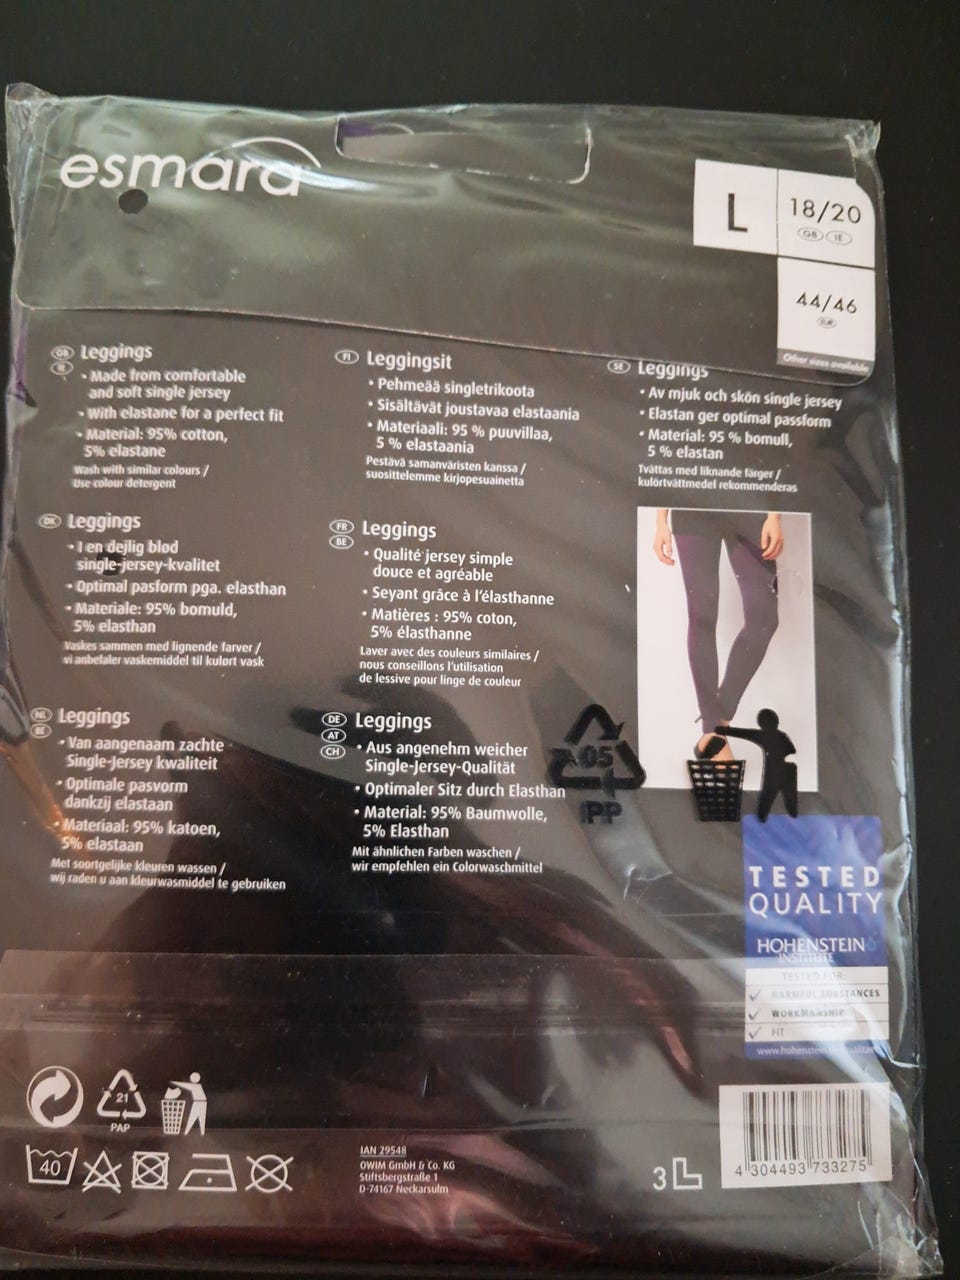 esmara
L
18/20
GB IE
44/46
EUR
Other sizes available
GB IE
Leggings
• Made from comfortable
and soft single jersey
• With elastane for a perfect fit
• Material: 95% cotton,
5% elastane
Wash with similar colours /
Use colour detergent
FI
Leggingsit
• Pehmeää singletrikoota
• Sisältävät joustavaa elastaania
• Materiaali: 95 % puuvillaa,
5 % elastaania
Pestävä samanväristen kanssa /
suosittelemme kirjopesuainetta
SE
Leggings
• Av mjuk och skön single jersey
• Elastan ger optimal passform
• Material: 95 % bomull,
5 % elastan
Tvättas med liknande färger /
kulörtvättmedel rekommenderas
DK
Leggings
• I en dejlig blød
single-jersey-kvalitet
• Optimal pasform pga. elasthan
• Materiale: 95% bomuld,
5% elasthan
Vaskes sammen med lignende farver /
vi anbefaler vaskemiddel til kulørt vask
FR BE
Leggings
• Qualité jersey simple
douce et agréable
• Seyant grâce à l'élasthanne
• Matières : 95% coton,
5% élasthanne
Laver avec des couleurs similaires /
nous conseillons l'utilisation
de lessive pour linge de couleur
NL BE
Leggings
• Van aangenaam zachte
Single-Jersey kwaliteit
• Optimale pasvorm
dankzij elastaan
• Materiaal: 95% katoen,
5% elastaan
Met soortgelijke kleuren wassen /
wij raden u aan kleurwasmiddel te gebruiken
DE AT CH
Leggings
• Aus angenehm weicher
Single-Jersey-Qualität
• Optimaler Sitz durch Elasthan
• Material: 95% Baumwolle,
5% Elasthan
Mit ähnlichen Farben waschen /
wir empfehlen ein Colorwaschmittel
05
PP
TESTED
QUALITY
HOHENSTEIN
INSTITUTE
TESTED FOR:
HARMFUL SUBSTANCES
WORKMANSHIP
FIT
21
PAP
40
IAN 29548
OWIM GmbH & Co. KG
Stiftsbergstraße 1
D-74167 Neckarsulm
3 L
4 304493 733275